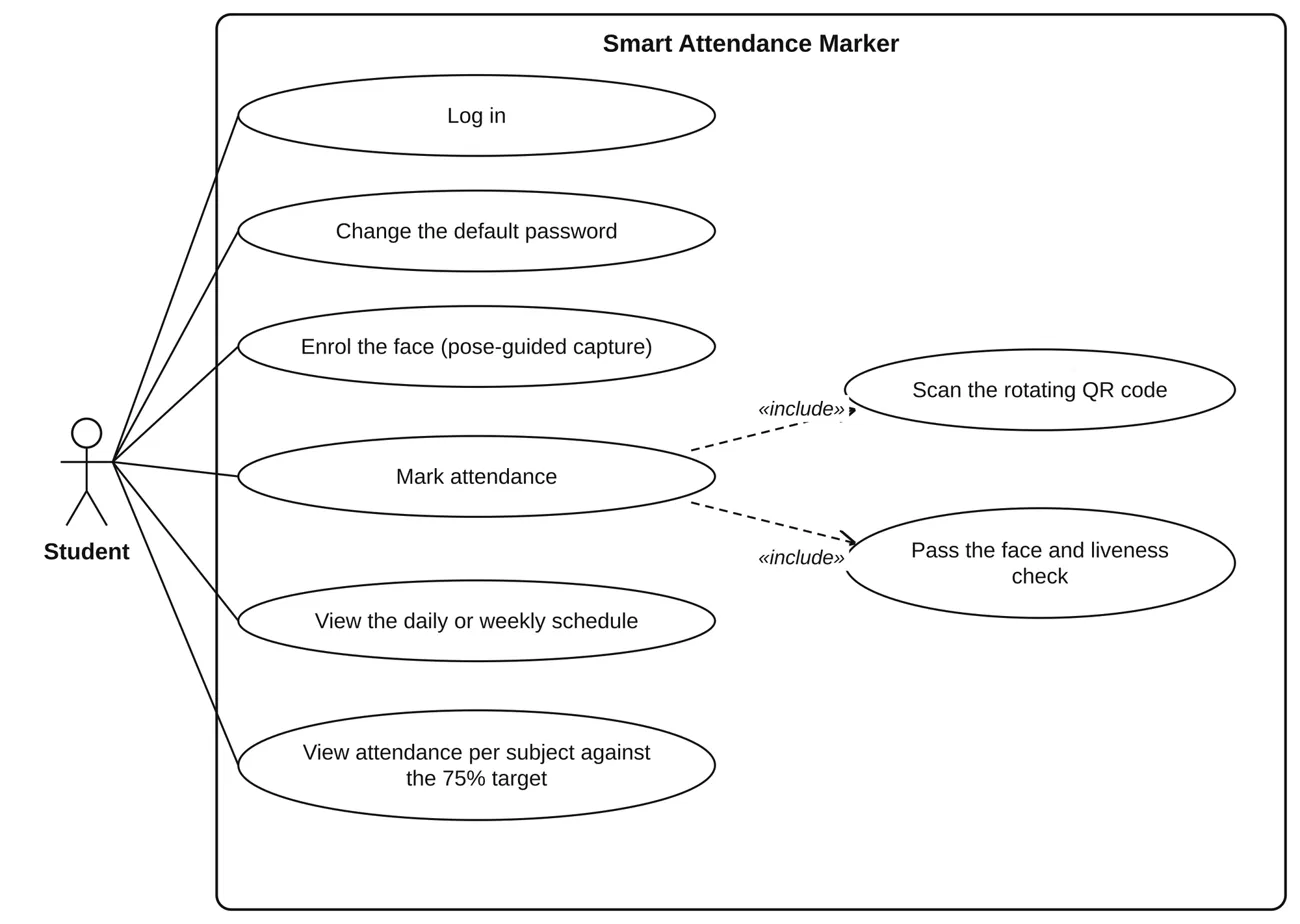 Smart Attendance Marker
Log in
Change the default password
Enrol the face (pose-guided capture)
Scan the rotating QR code
«include»
Mark attendance
Student
«include»
Pass the face and liveness
check
View the daily or weekly schedule
View attendance per subject against
the 75% target